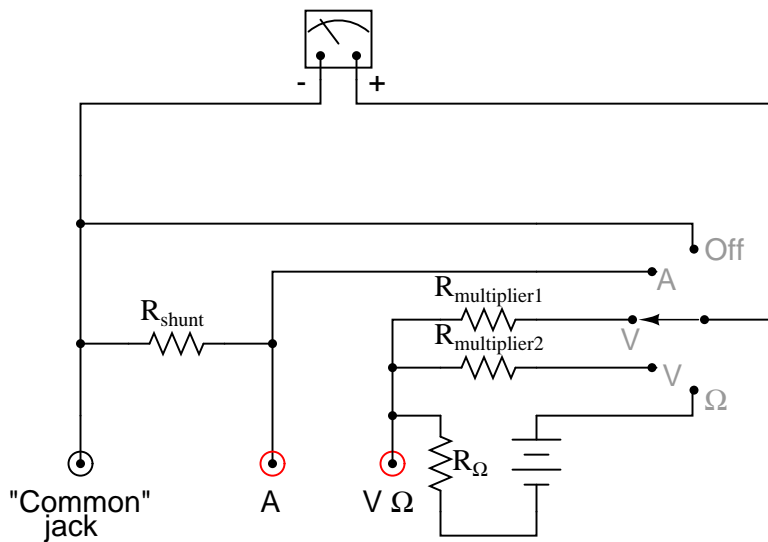 - +
Off
A
Rmultiplier1
Rshunt
V
Rmultiplier2
V
Ω
RΩ
"Common"
jack
A
V Ω